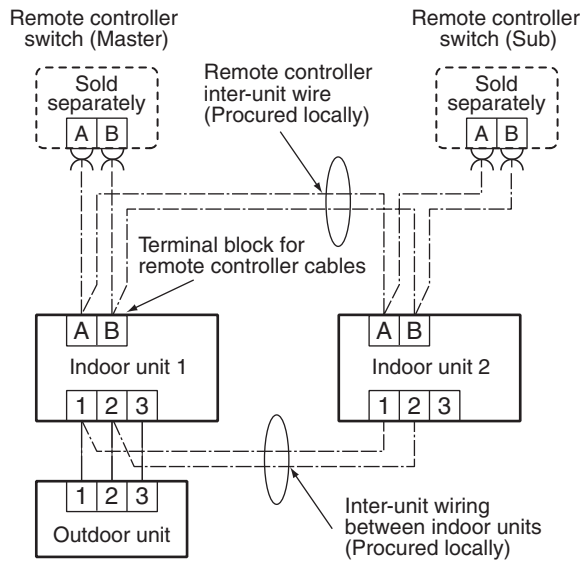 Remote controller
switch (Master)
Remote controller
switch (Sub)
Sold
separately
A B
Remote controller
inter-unit wire
(Procured locally)
Sold
separately
A B
Terminal block for
remote controller cables
A B
Indoor unit 1
1 2 3
A B
Indoor unit 2
1 2 3
1 2 3
Outdoor unit
Inter-unit wiring
between indoor units
(Procured locally)